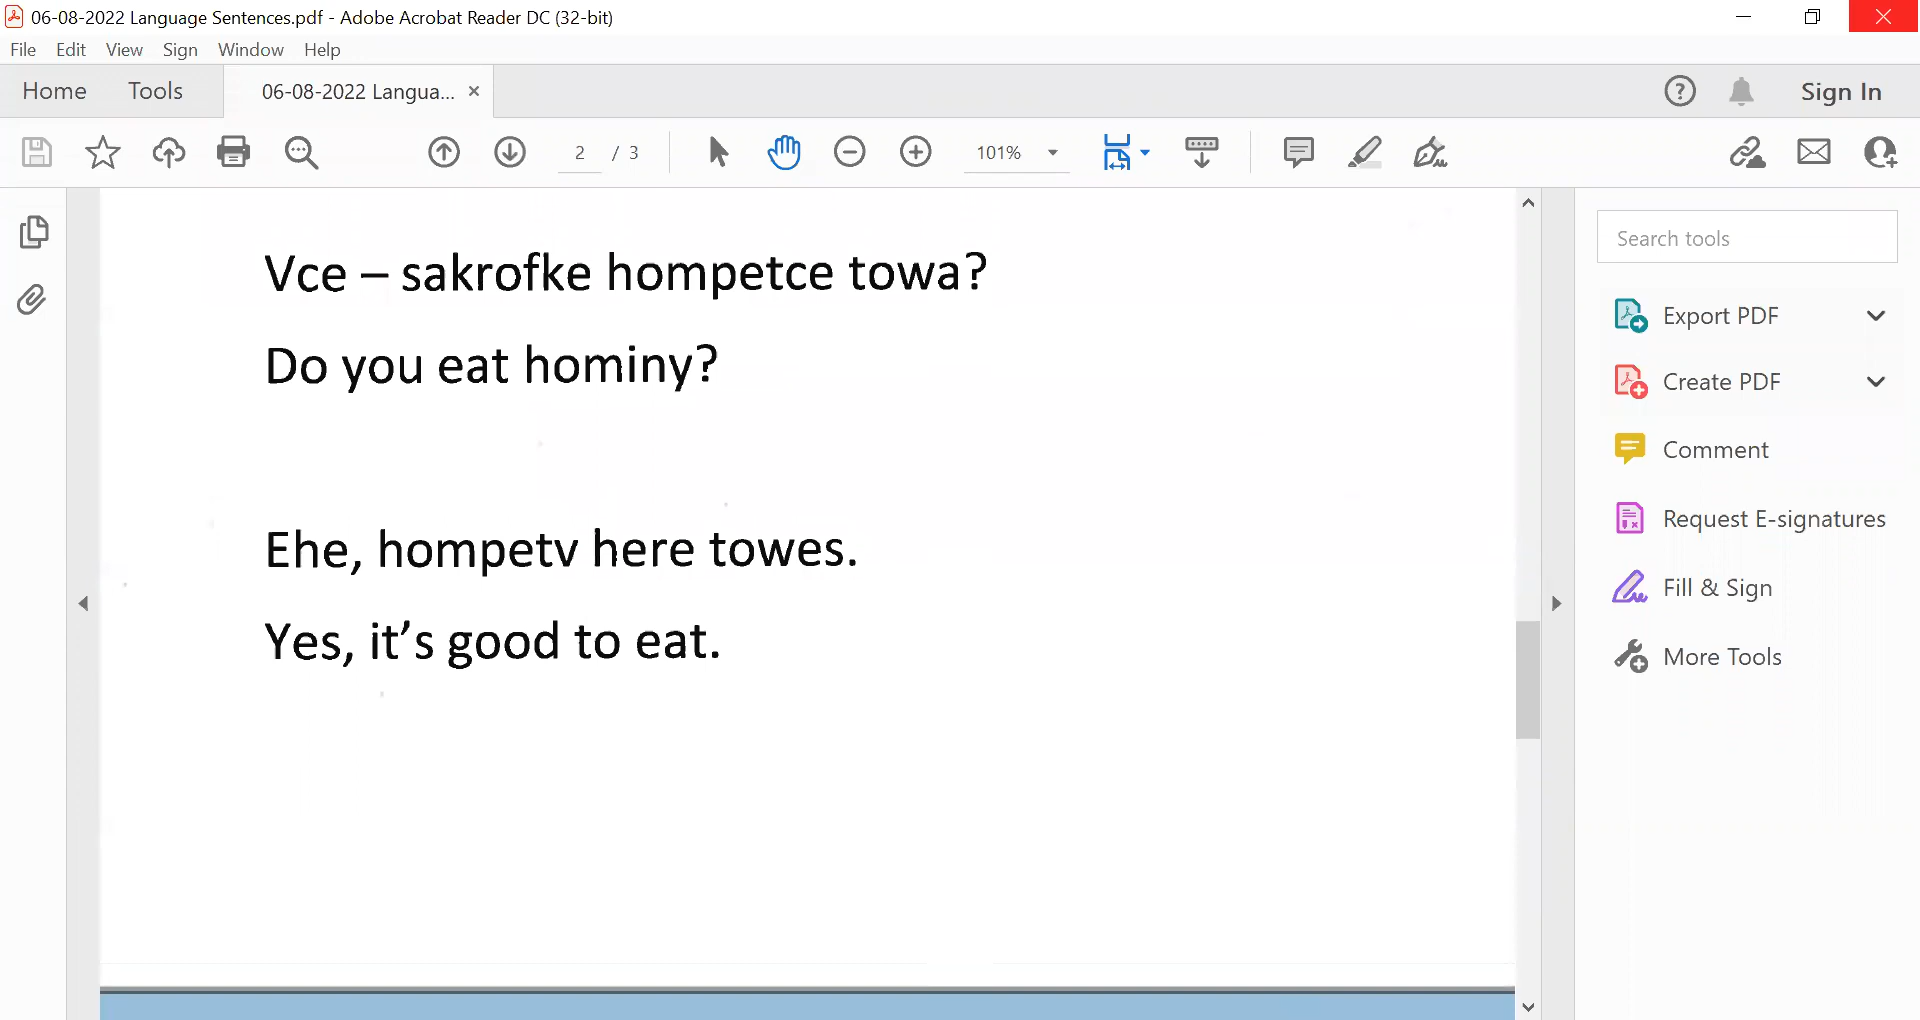 06-08-2022 Language Sentences.pdf - Adobe Acrobat Reader DC (32-bit)
File Edit View Sign Window Help
Home Tools 06-08-2022 Langua... × Sign In
2 / 3 101%
Vce – sakrofke hompetce towa?
Do you eat hominy?
Ehe, hompetv here towes.
Yes, it’s good to eat.
Search tools
Export PDF
Create PDF
Comment
Request E-signatures
Fill & Sign
More Tools